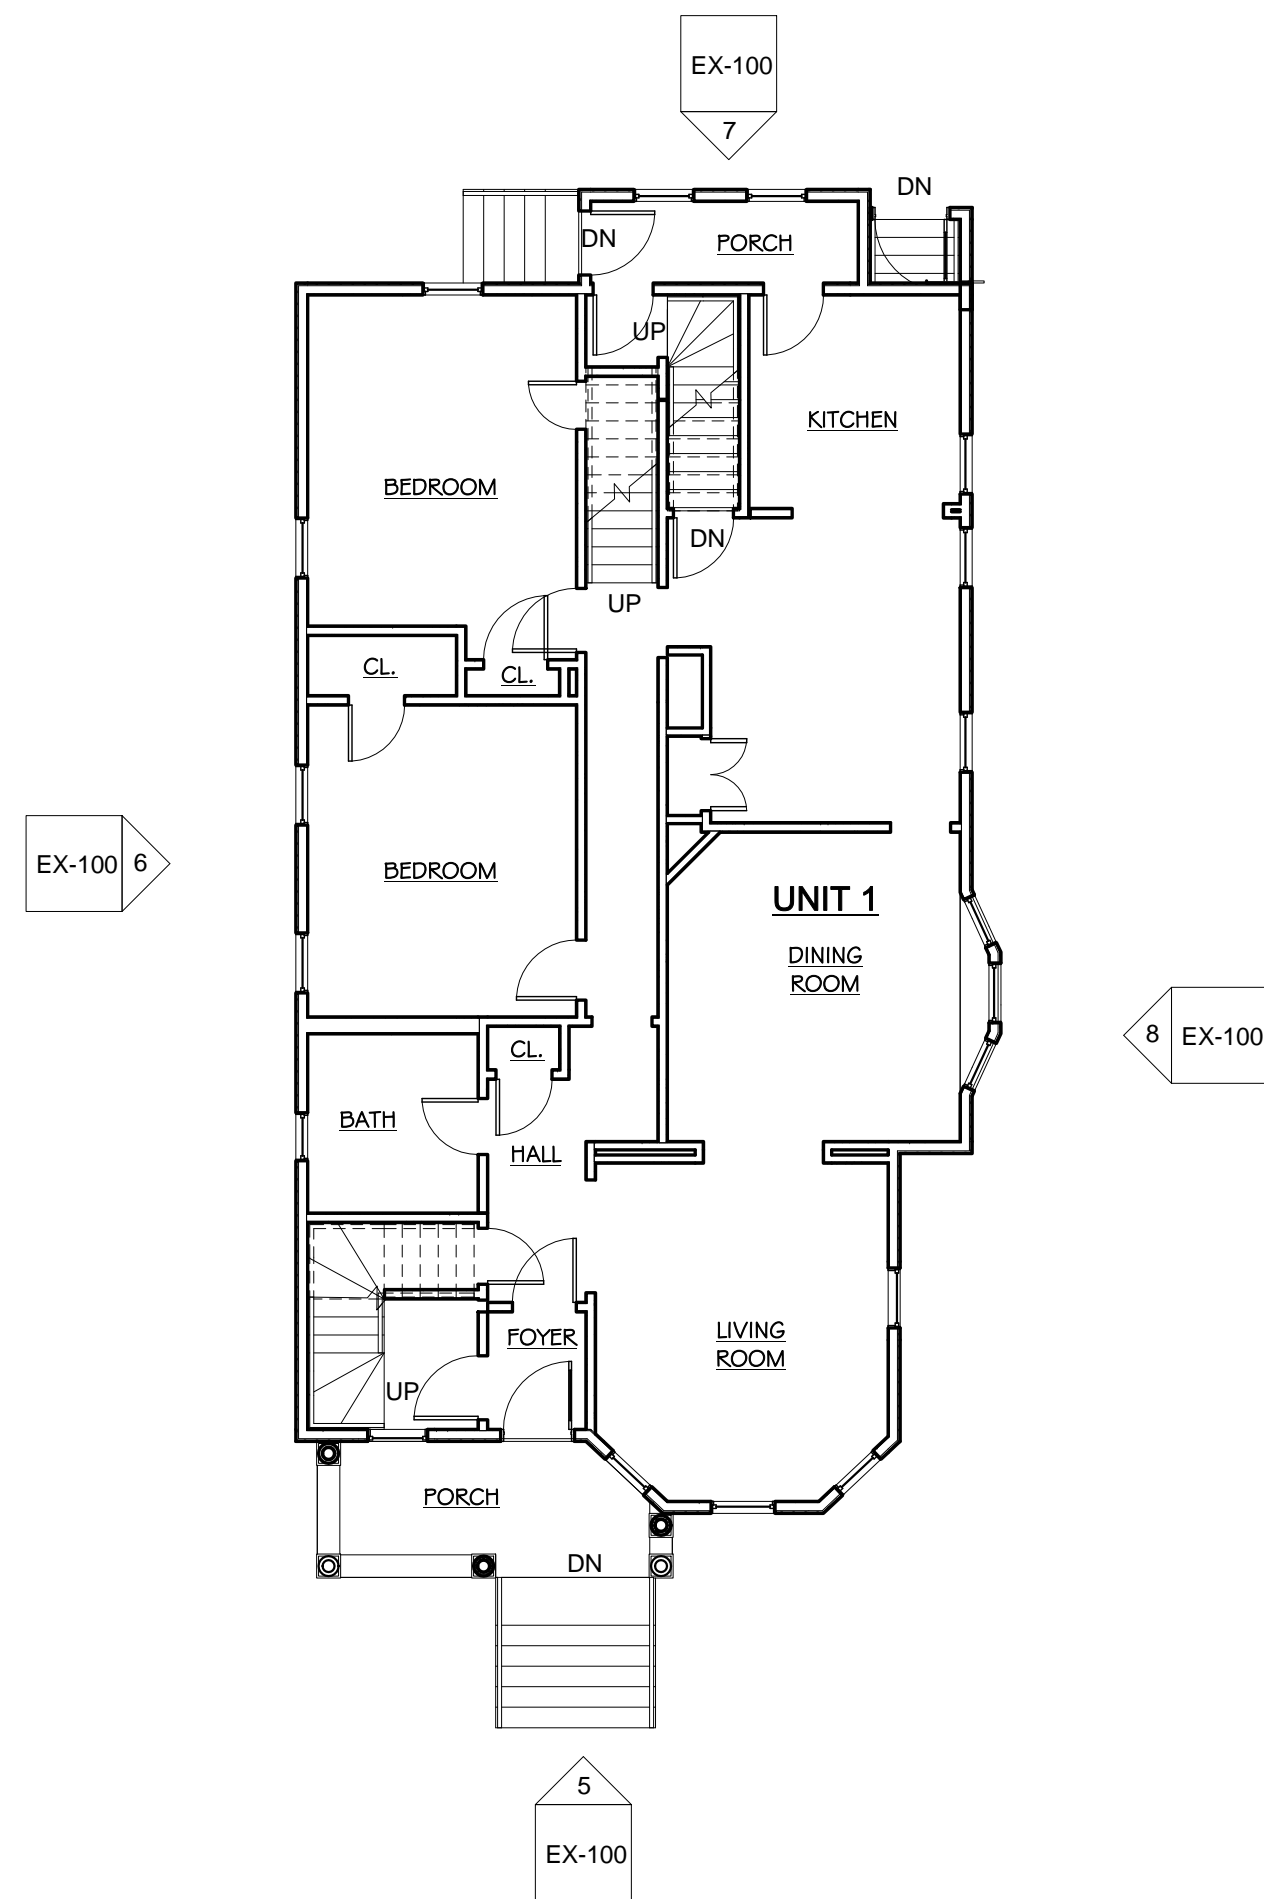 EX-100
7
DN
DN
PORCH
UP
KITCHEN
BEDROOM
DN
UP
CL.
CL.
EX-100
6
BEDROOM
UNIT 1
DINING
ROOM
8
EX-100
CL.
BATH
HALL
FOYER
LIVING
ROOM
UP
PORCH
DN
5
EX-100